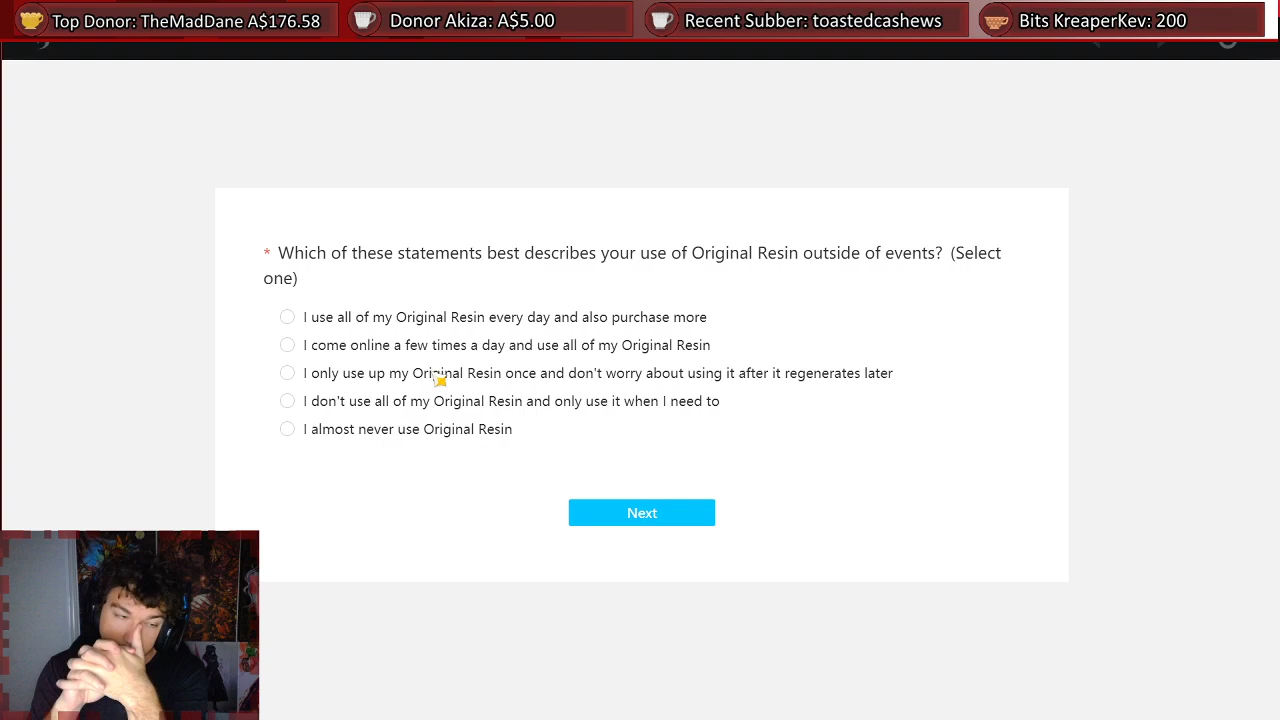 Top Donor: TheMadDane A$176.58 Donor Akiza: A$5.00 Recent Subber: toastedcashews Bits KreaperKev: 200
* Which of these statements best describes your use of Original Resin outside of events? (Select
one)
I use all of my Original Resin every day and also purchase more
I come online a few times a day and use all of my Original Resin
I only use up my Original Resin once and don't worry about using it after it regenerates later
I don't use all of my Original Resin and only use it when I need to
I almost never use Original Resin
Next